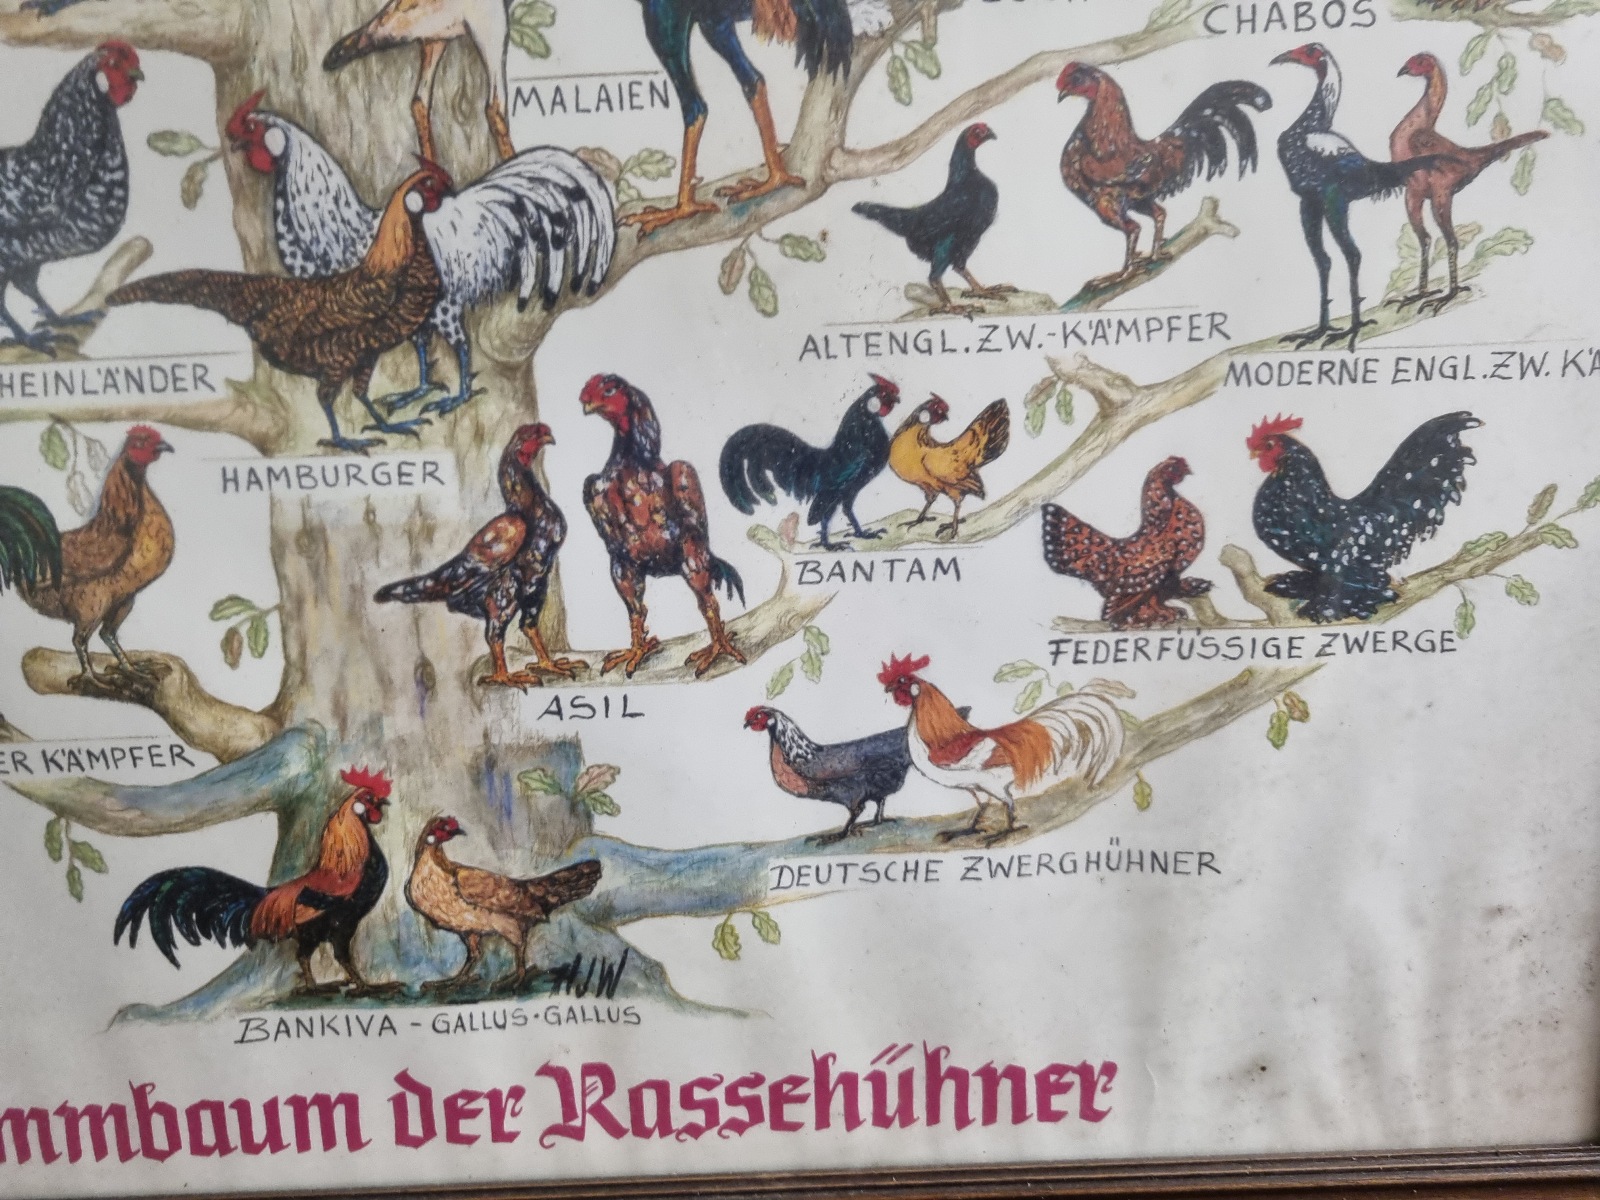 CHABOS
MALAIEN
ALTENGL.ZW.-KÄMPFER
MODERNE ENGL.ZW. KÄ
HEINLÄNDER
HAMBURGER
BANTAM
FEDERFÜSSIGE ZWERGE
ASIL
ER KÄMPFER
DEUTSCHE ZWERGHÜHNER
HJW
BANKIVA - GALLUS·GALLUS
mmbaum der Rassehühner